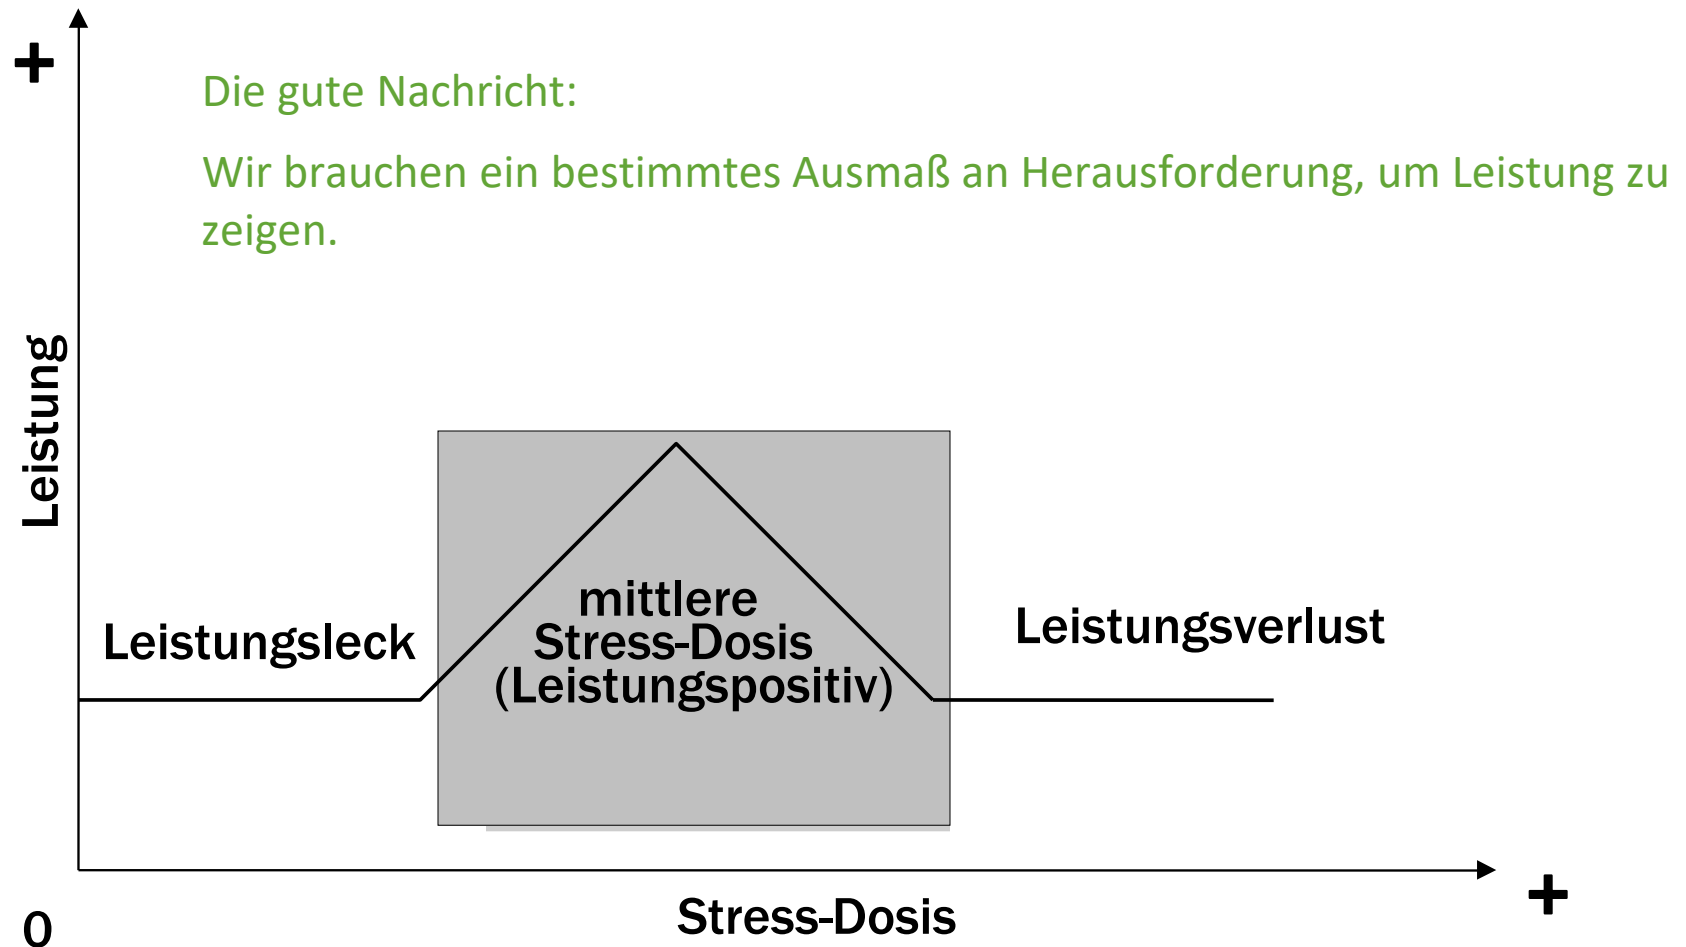 +
Die gute Nachricht:
Wir brauchen ein bestimmtes Ausmaß an Herausforderung, um Leistung zu
zeigen.
Leistung
mittlere
Stress-Dosis
(Leistungspositiv)
Leistungsleck
Leistungsverlust
+
0
Stress-Dosis